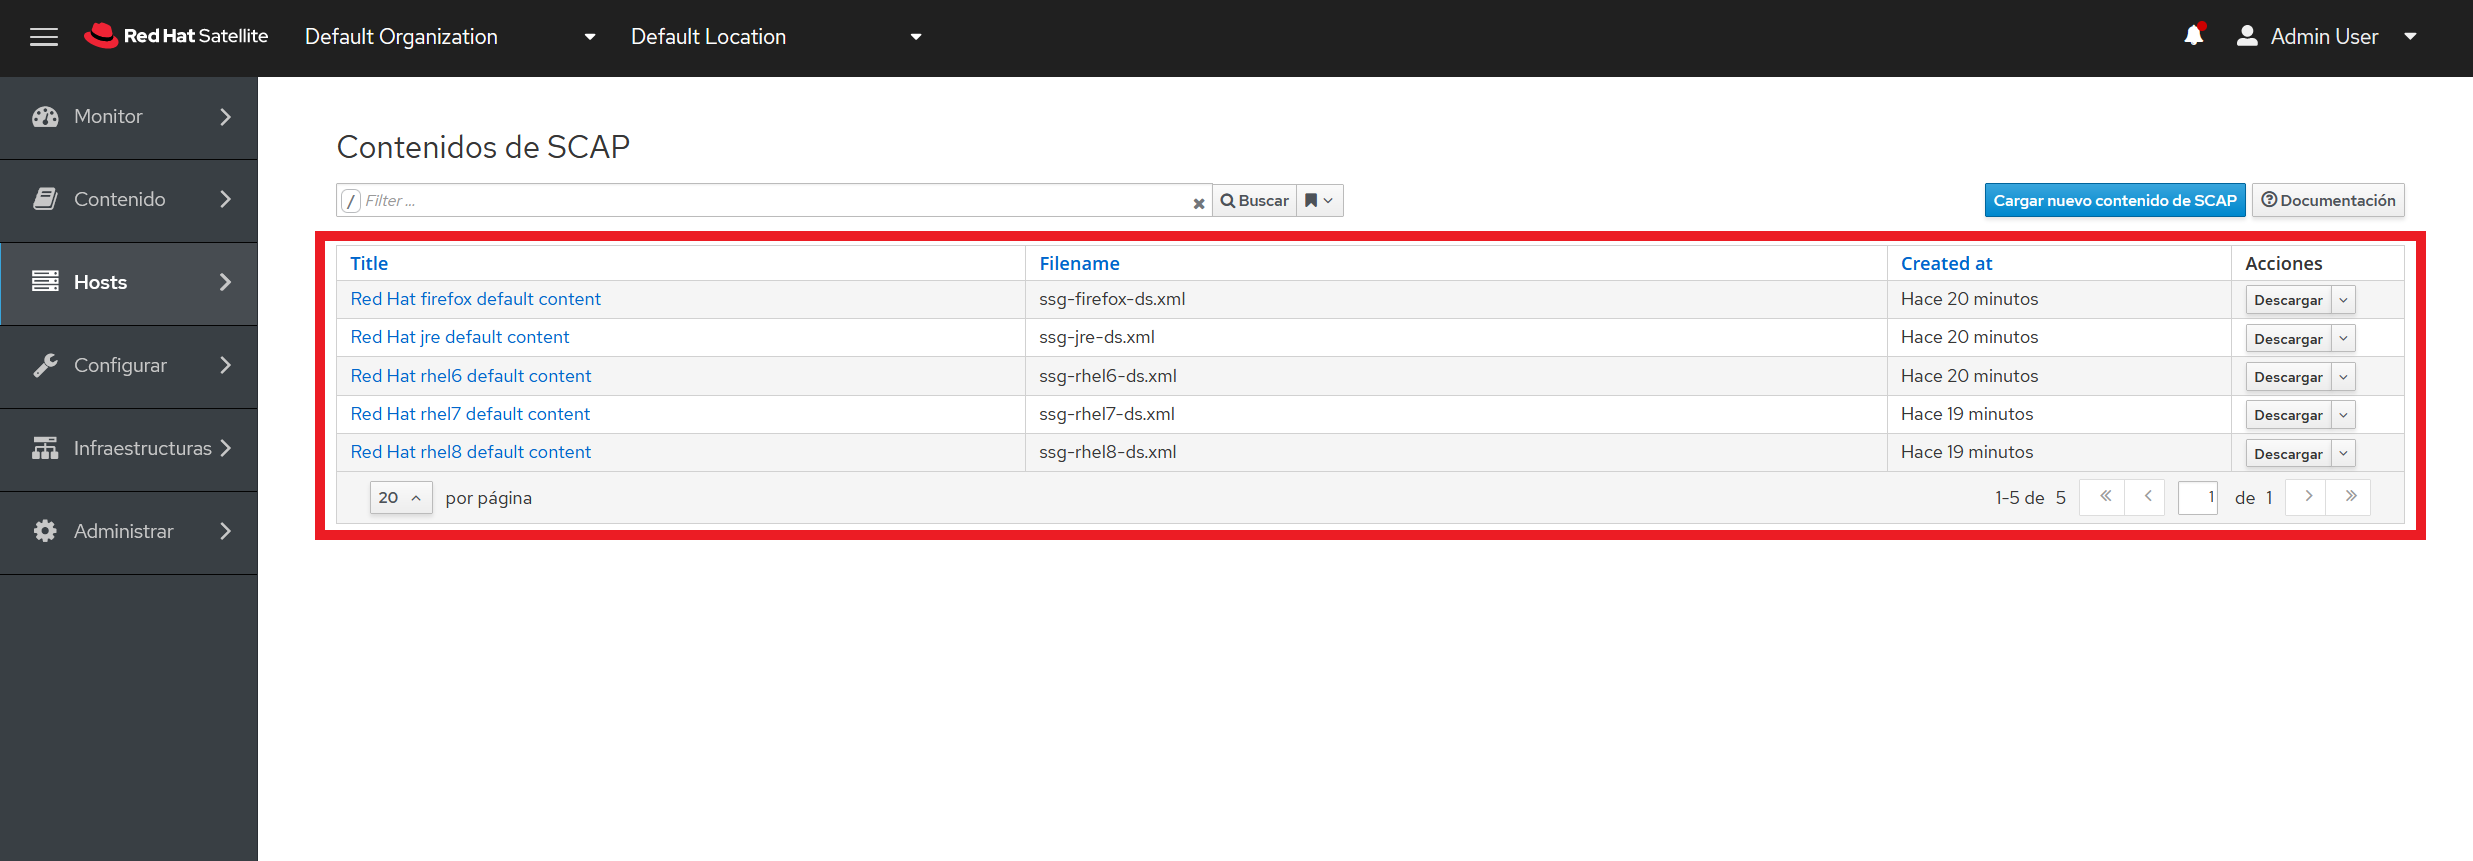 Red Hat Satellite Default Organization Default Location Admin User
Monitor
Contenido
Hosts
Configurar
Infraestructuras
Administrar
Contenidos de SCAP
/ Filter ... Buscar Cargar nuevo contenido de SCAP Documentación
Title Filename Created at Acciones
Red Hat firefox default content ssg-firefox-ds.xml Hace 20 minutos Descargar
Red Hat jre default content ssg-jre-ds.xml Hace 20 minutos Descargar
Red Hat rhel6 default content ssg-rhel6-ds.xml Hace 20 minutos Descargar
Red Hat rhel7 default content ssg-rhel7-ds.xml Hace 19 minutos Descargar
Red Hat rhel8 default content ssg-rhel8-ds.xml Hace 19 minutos Descargar
20 por página 1-5 de 5 « ‹ 1 de 1 › »